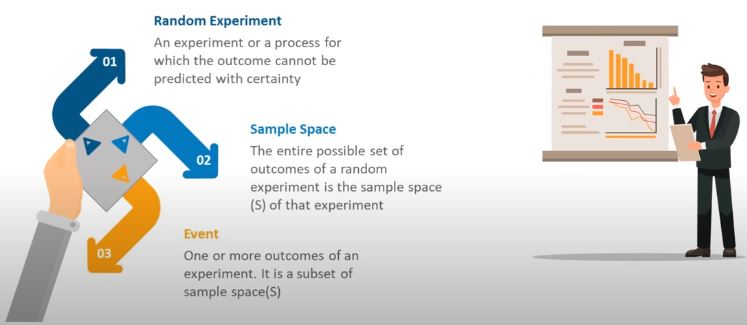 Random Experiment
An experiment or a process for
which the outcome cannot be
predicted with certainty
01
Sample Space
The entire possible set of
outcomes of a random
experiment is the sample space
(S) of that experiment
02
Event
One or more outcomes of an
experiment. It is a subset of
sample space(S)
03